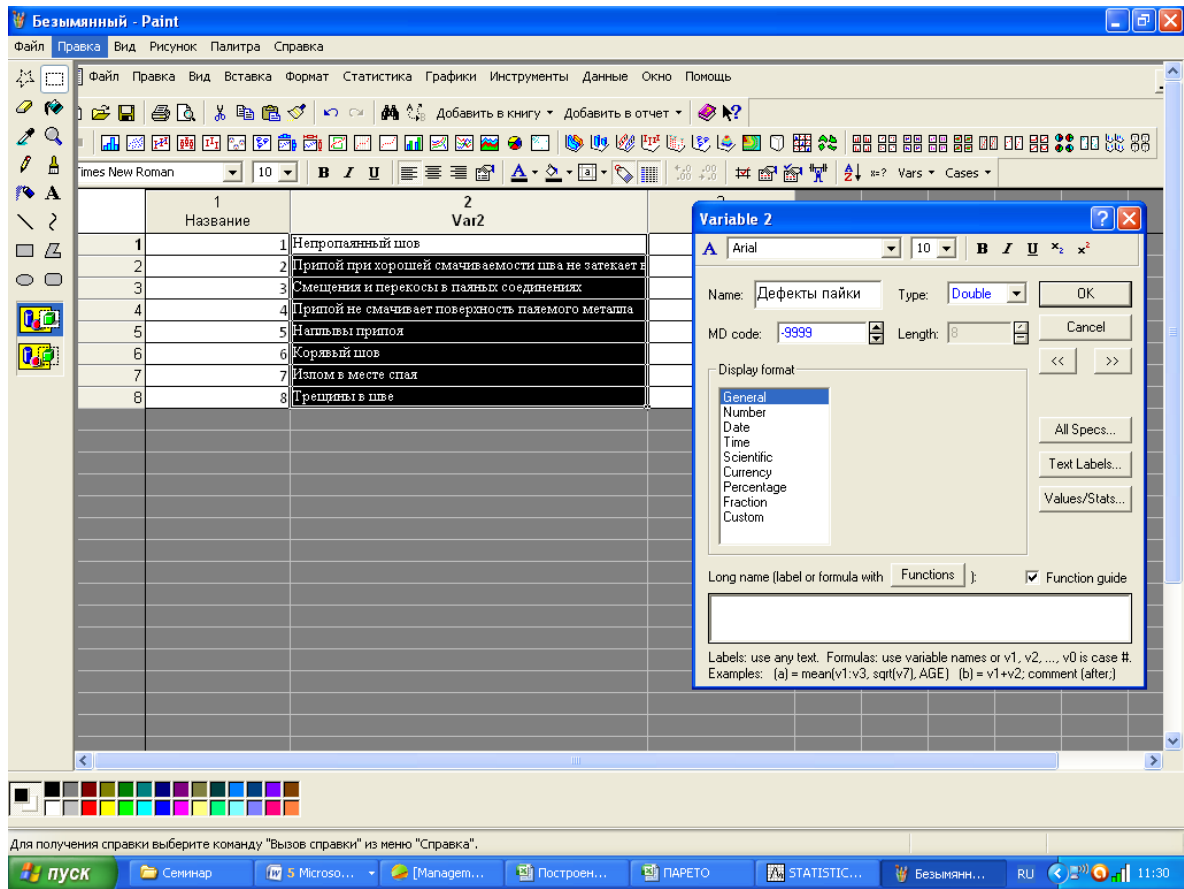 Безымянный - Paint
Файл Правка Вид Рисунок Палитра Справка
Файл Правка Вид Вставка Формат Статистика Графики Инструменты Данные Окно Помощь
Добавить в книгу Добавить в отчет
Times New Roman 10 B I U Vars Cases
1 2
Название Var2
1 1 Непропаянный шов
2 2 Припой при хорошей смачиваемости шва не затекает в
3 3 Смещения и перекосы в паяных соединениях
4 4 Припой не смачивает поверхность паяемого металла
5 5 Наплывы припоя
6 6 Корявый шов
7 7 Излом в месте спая
8 8 Трещины в шве
Variable 2
A Arial 10 B I U x₂ x²
Name: Дефекты пайки Type: Double OK
MD code: -9999 Length: 8 Cancel
<< >>
Display format
General
Number
Date
Time
Scientific
Currency
Percentage
Fraction
Custom
All Specs...
Text Labels...
Values/Stats...
Long name (label or formula with Functions ): Function guide
Labels: use any text. Formulas: use variable names or v1, v2, ..., v0 is case #.
Examples: (a) = mean(v1:v3, sqrt(v7), AGE) (b) = v1+v2; comment (after;)
Для получения справки выберите команду "Вызов справки" из меню "Справка".
пуск Семинар 5 Microso... [Managem... Построен... ПАРЕТО STATISTIC... Безымянн... RU 11:30